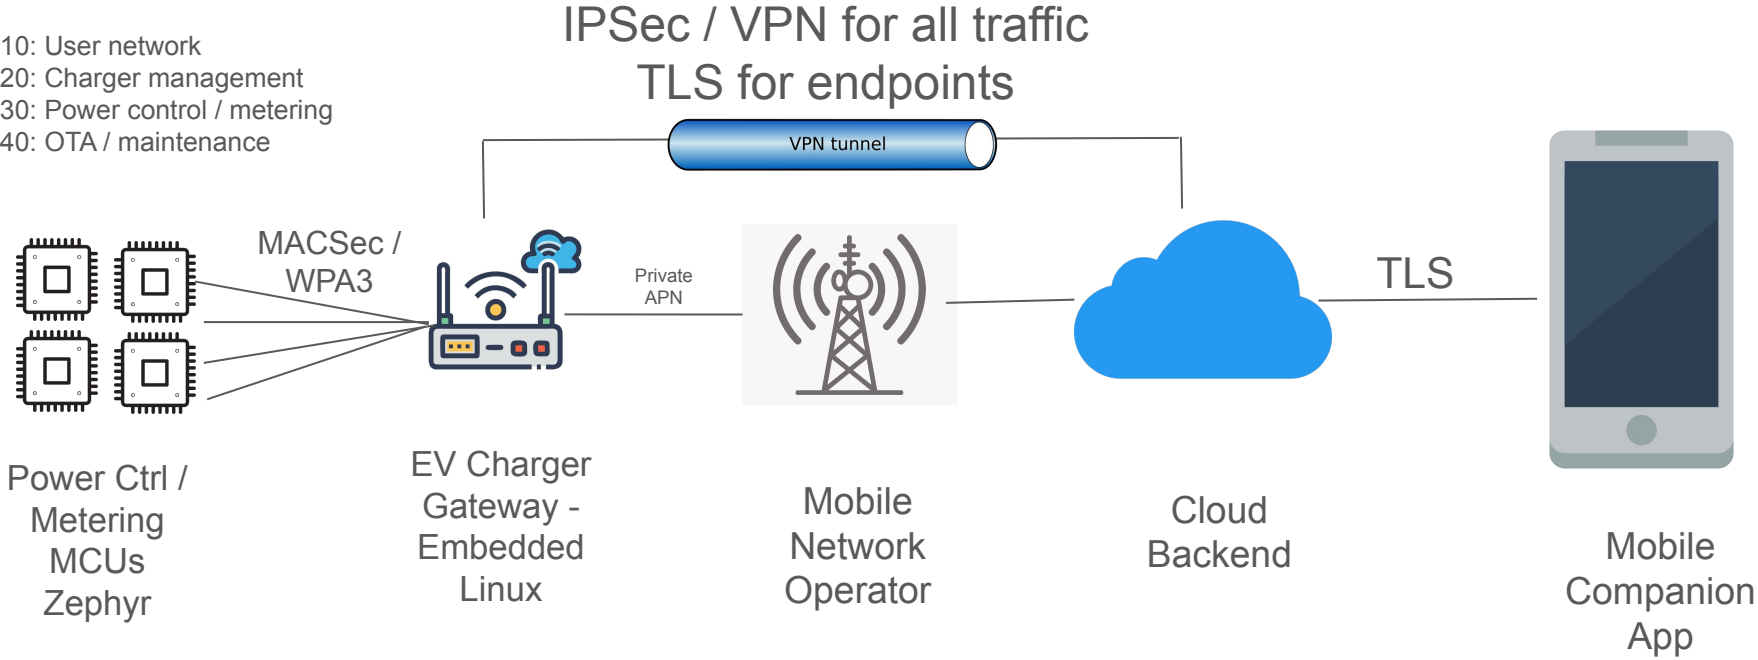 IPSec / VPN for all traffic
TLS for endpoints
10: User network
20: Charger management
30: Power control / metering
40: OTA / maintenance
VPN tunnel
MACSec /
WPA3
Private
APN
TLS
Power Ctrl /
Metering
MCUs
Zephyr
EV Charger
Gateway -
Embedded
Linux
Mobile
Network
Operator
Cloud
Backend
Mobile
Companion
App